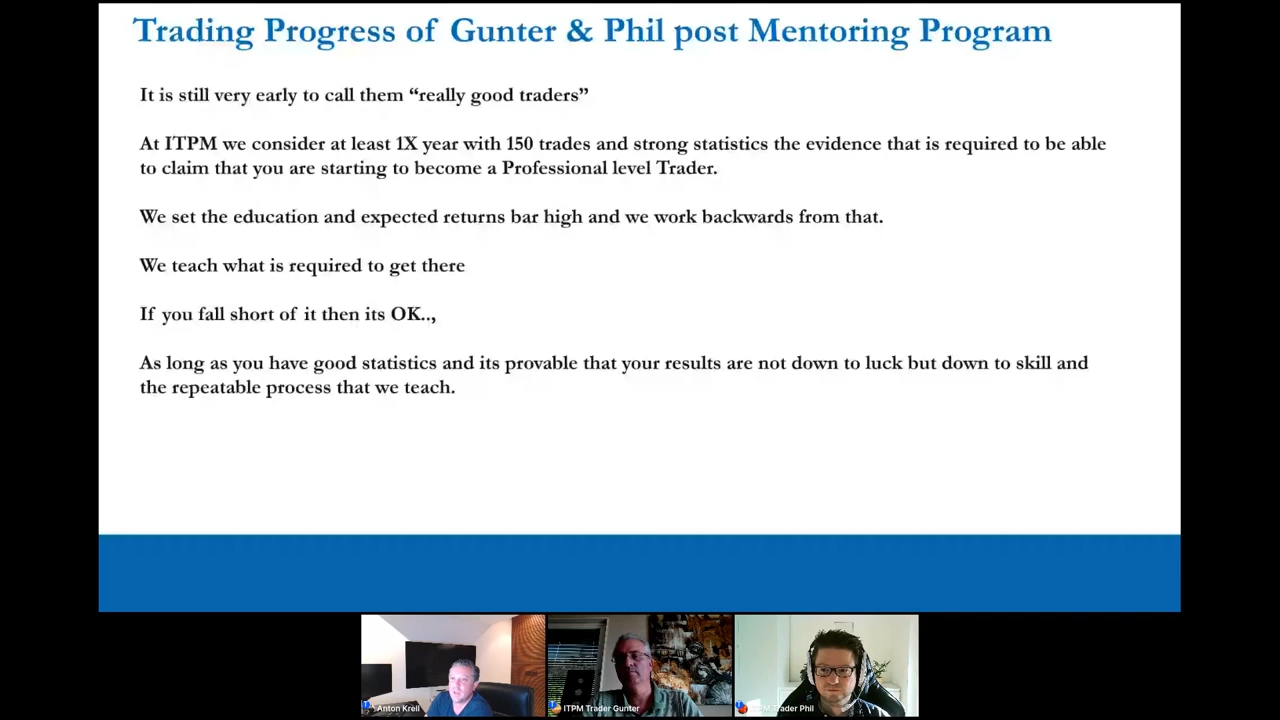 Trading Progress of Gunter & Phil post Mentoring Program
It is still very early to call them “really good traders”
At ITPM we consider at least 1X year with 150 trades and strong statistics the evidence that is required to be able
to claim that you are starting to become a Professional level Trader.
We set the education and expected returns bar high and we work backwards from that.
We teach what is required to get there
If you fall short of it then its OK..,
As long as you have good statistics and its provable that your results are not down to luck but down to skill and
the repeatable process that we teach.
Anton Kreil
ITPM Trader Gunter
Trader Phil